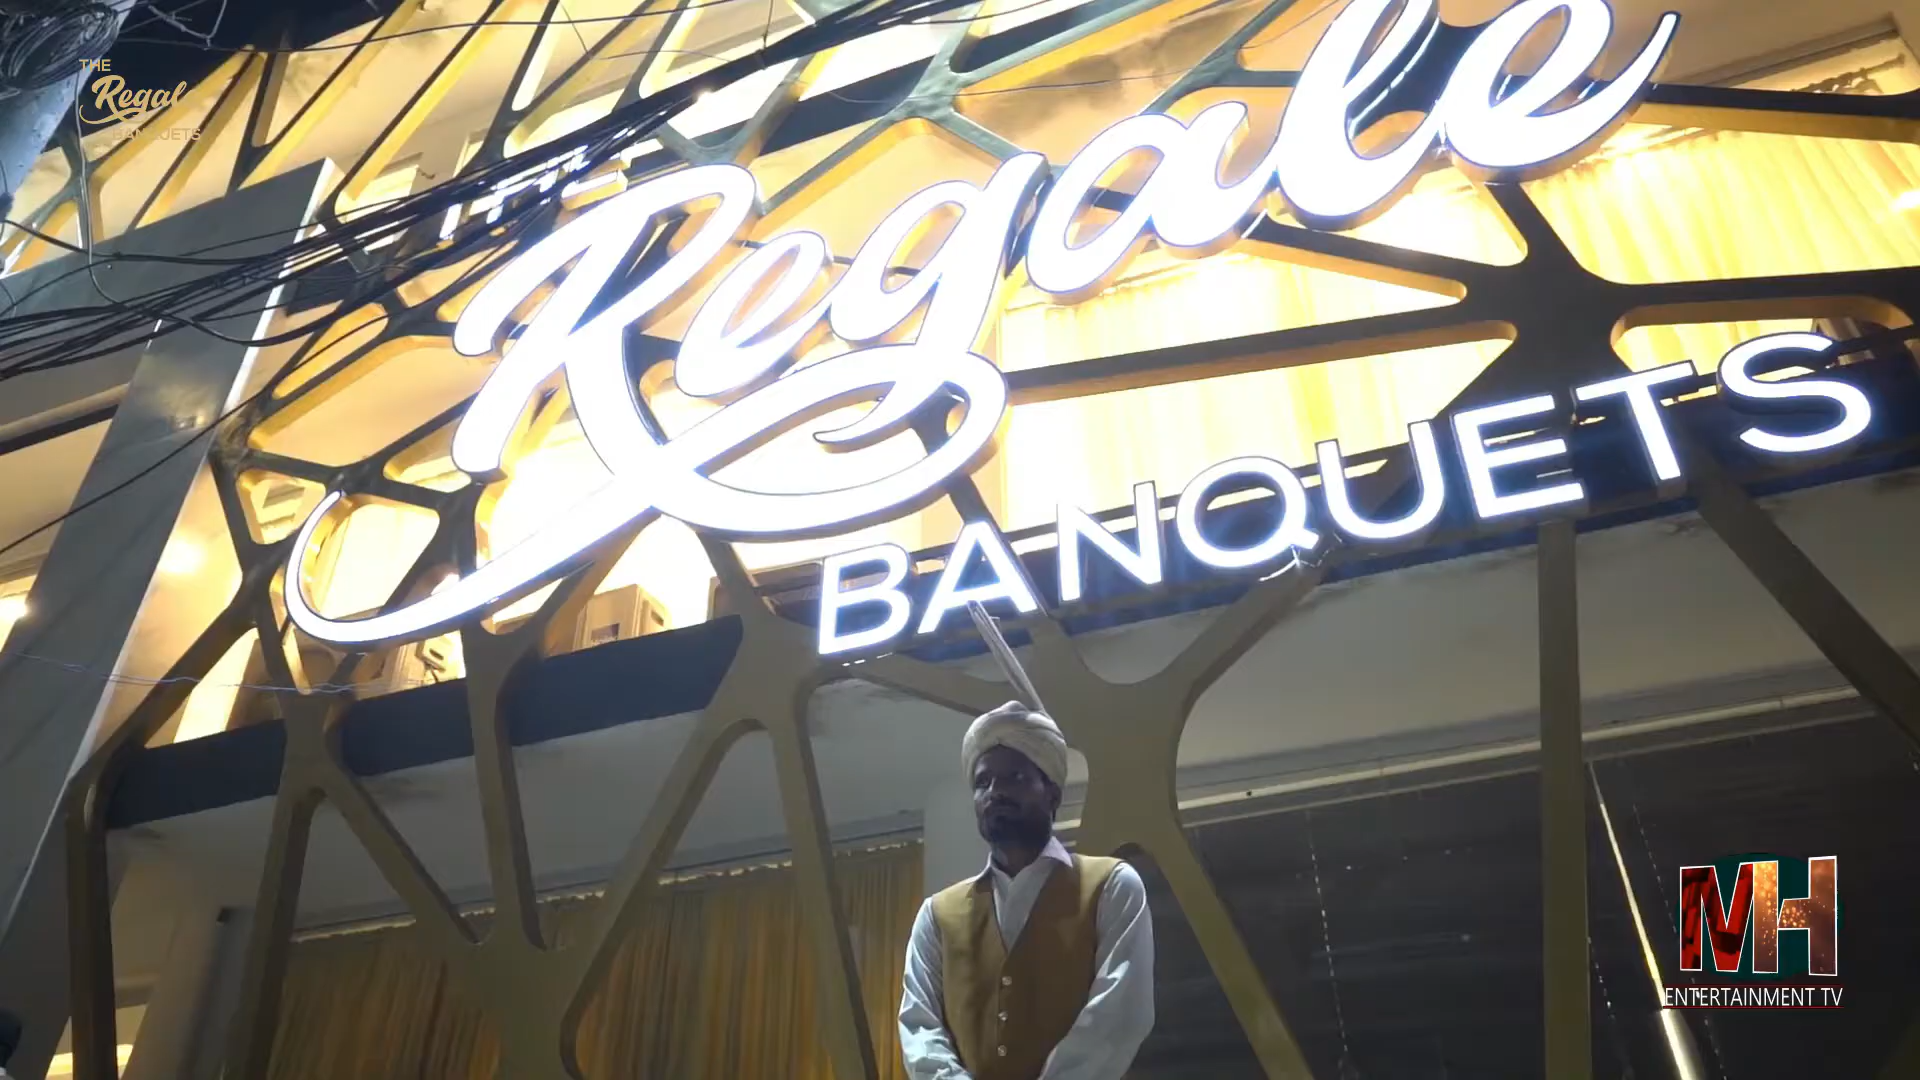 THE
Regal
BANQUETS
THE
Regale
BANQUETS
MH
ENTERTAINMENT TV